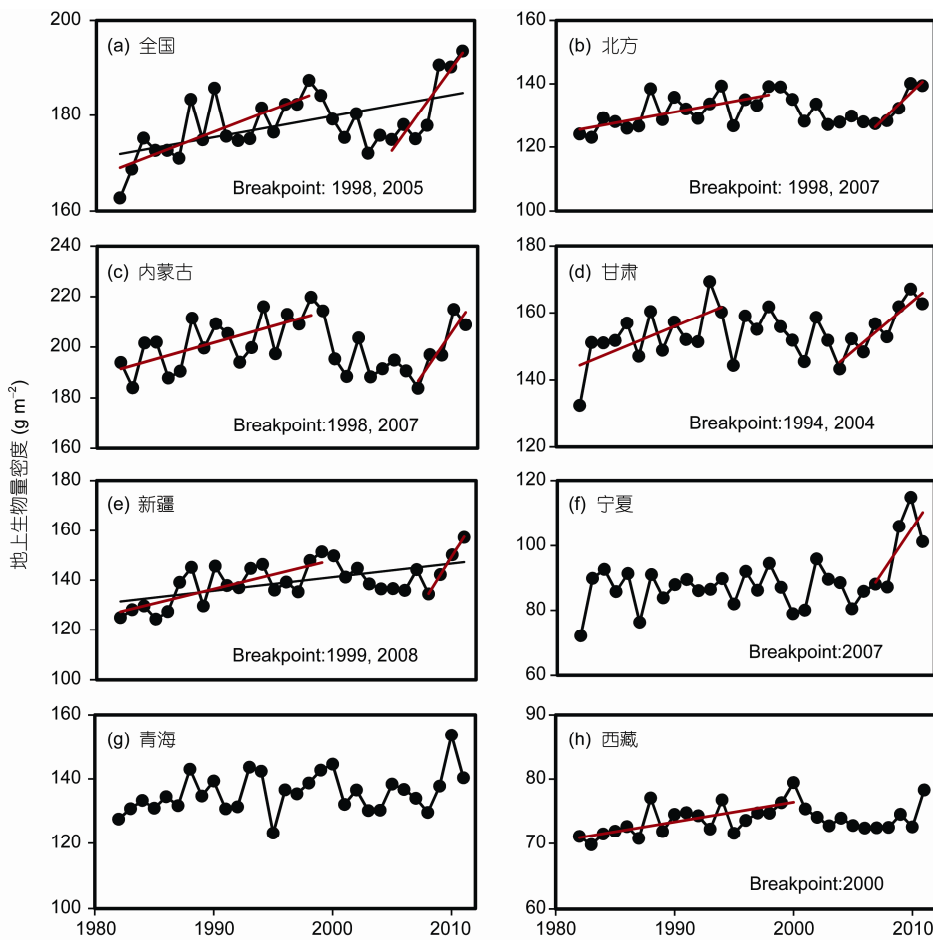 200
(a) 全国
180
Breakpoint: 1998, 2005
160
160
(b) 北方
140
120
Breakpoint: 1998, 2007
100
240
(c) 内蒙古
220
200
180
Breakpoint:1998, 2007
160
180
(d) 甘肃
160
140
Breakpoint:1994, 2004
120
地上生物量密度 (g m⁻²)
180
(e) 新疆
160
140
120
Breakpoint:1999, 2008
100
120
(f) 宁夏
100
80
Breakpoint:2007
60
160
(g) 青海
140
120
100
1980 1990 2000 2010
90
(h) 西藏
80
70
Breakpoint:2000
60
1980 1990 2000 2010